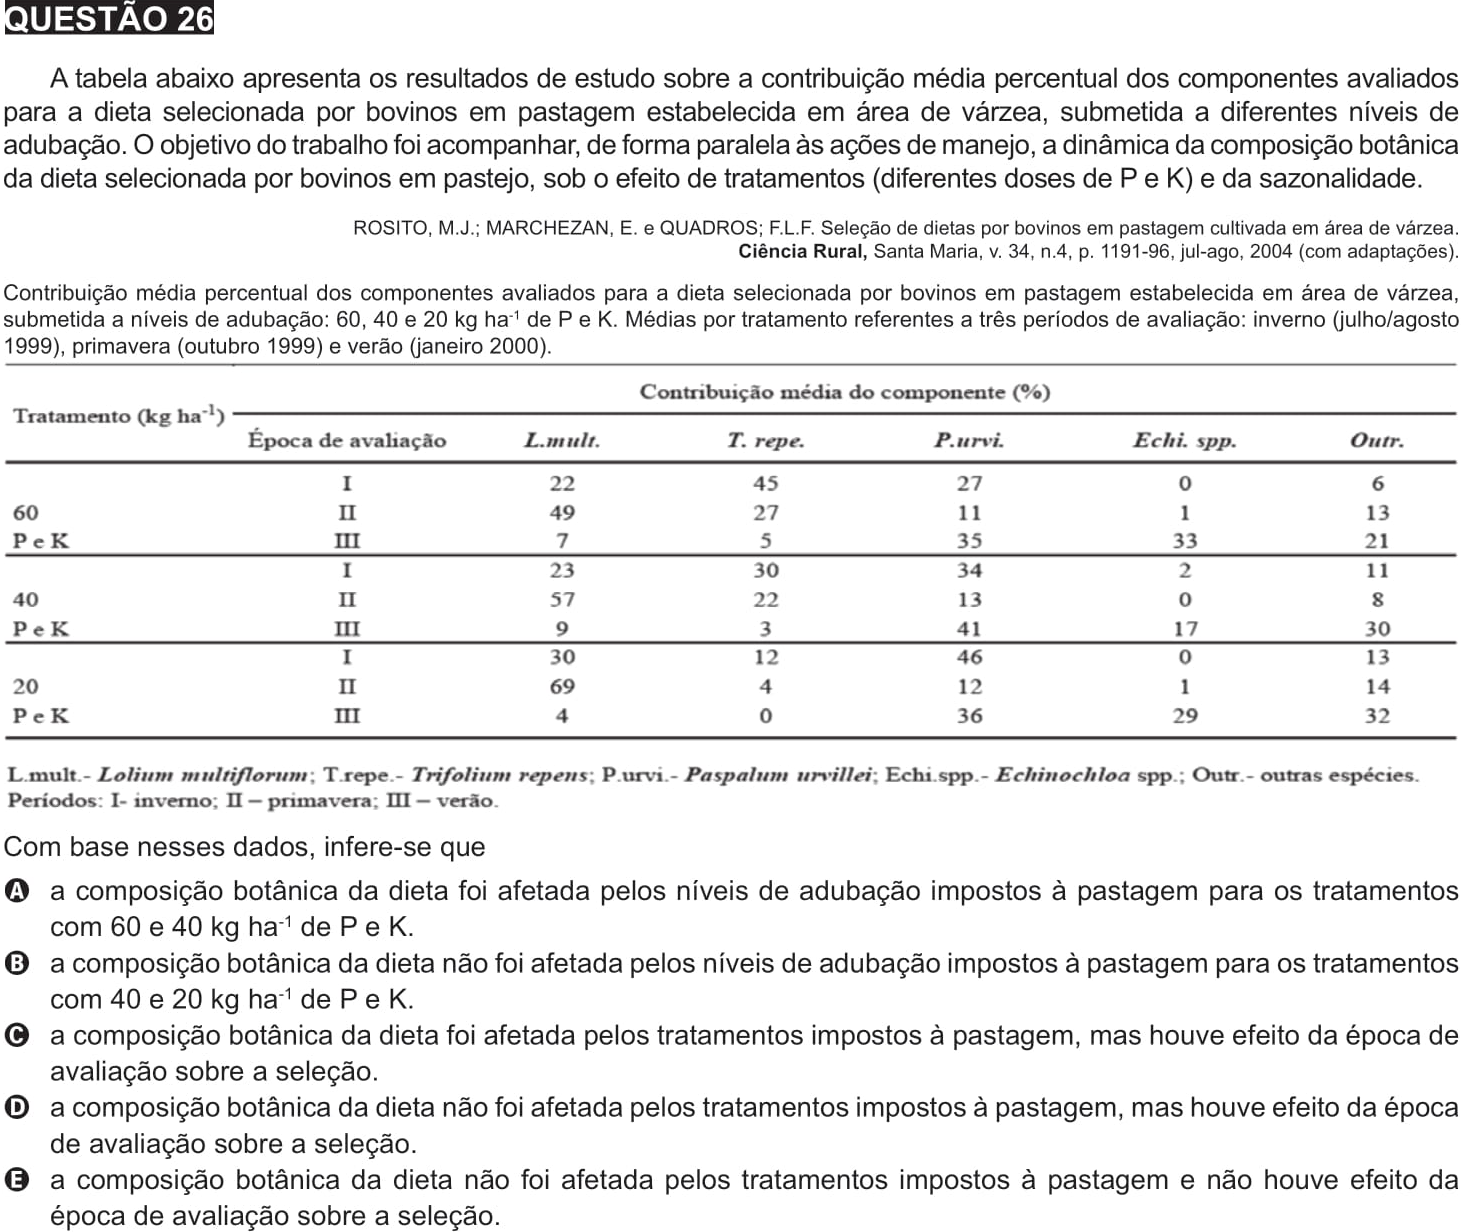 QUESTÃO 26
A tabela abaixo apresenta os resultados de estudo sobre a contribuição média percentual dos componentes avaliados
para a dieta selecionada por bovinos em pastagem estabelecida em área de várzea, submetida a diferentes níveis de
adubação. O objetivo do trabalho foi acompanhar, de forma paralela às ações de manejo, a dinâmica da composição botânica
da dieta selecionada por bovinos em pastejo, sob o efeito de tratamentos (diferentes doses de P e K) e da sazonalidade.
ROSITO, M.J.; MARCHEZAN, E. e QUADROS; F.L.F. Seleção de dietas por bovinos em pastagem cultivada em área de várzea.
Ciência Rural, Santa Maria, v. 34, n.4, p. 1191-96, jul-ago, 2004 (com adaptações).
Contribuição média percentual dos componentes avaliados para a dieta selecionada por bovinos em pastagem estabelecida em área de várzea,
submetida a níveis de adubação: 60, 40 e 20 kg ha⁻¹ de P e K. Médias por tratamento referentes a três períodos de avaliação: inverno (julho/agosto
1999), primavera (outubro 1999) e verão (janeiro 2000).
Contribuição média do componente (%)
Tratamento (kg ha⁻¹)
Época de avaliação L.mult. T. repe. P.urvi. Echi. spp. Outr.
I 22 45 27 0 6
60 II 49 27 11 1 13
P e K III 7 5 35 33 21
I 23 30 34 2 11
40 II 57 22 13 0 8
P e K III 9 3 41 17 30
I 30 12 46 0 13
20 II 69 4 12 1 14
P e K III 4 0 36 29 32
L.mult.- Lolium multiflorum; T.repe.- Trifolium repens; P.urvi.- Paspalum urvillei; Echi.spp.- Echinochloa spp.; Outr.- outras espécies.
Períodos: I- inverno; II – primavera; III – verão.
Com base nesses dados, infere-se que
A a composição botânica da dieta foi afetada pelos níveis de adubação impostos à pastagem para os tratamentos
com 60 e 40 kg ha⁻¹ de P e K.
B a composição botânica da dieta não foi afetada pelos níveis de adubação impostos à pastagem para os tratamentos
com 40 e 20 kg ha⁻¹ de P e K.
C a composição botânica da dieta foi afetada pelos tratamentos impostos à pastagem, mas houve efeito da época de
avaliação sobre a seleção.
D a composição botânica da dieta não foi afetada pelos tratamentos impostos à pastagem, mas houve efeito da época
de avaliação sobre a seleção.
E a composição botânica da dieta não foi afetada pelos tratamentos impostos à pastagem e não houve efeito da
época de avaliação sobre a seleção.